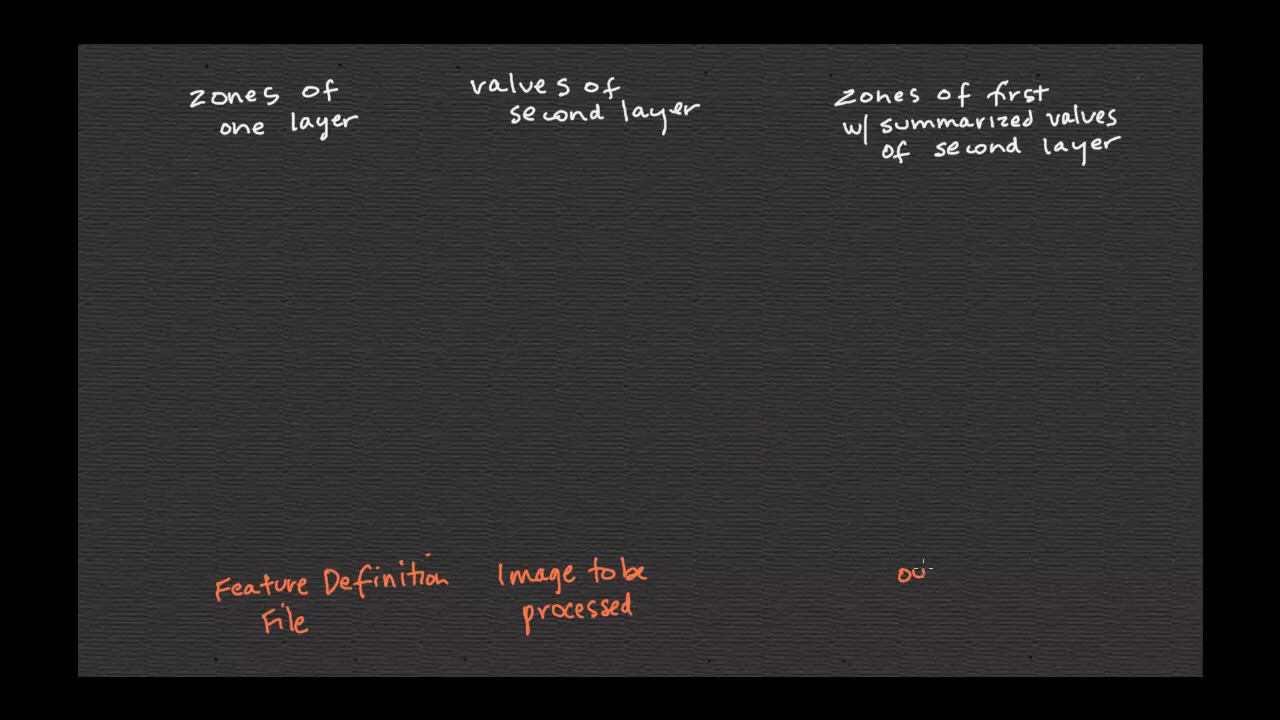 zones of
one layer
values of
second layer
zones of first
w/ summarized values
of second layer
Feature Definition
File
Image to be
processed
ou